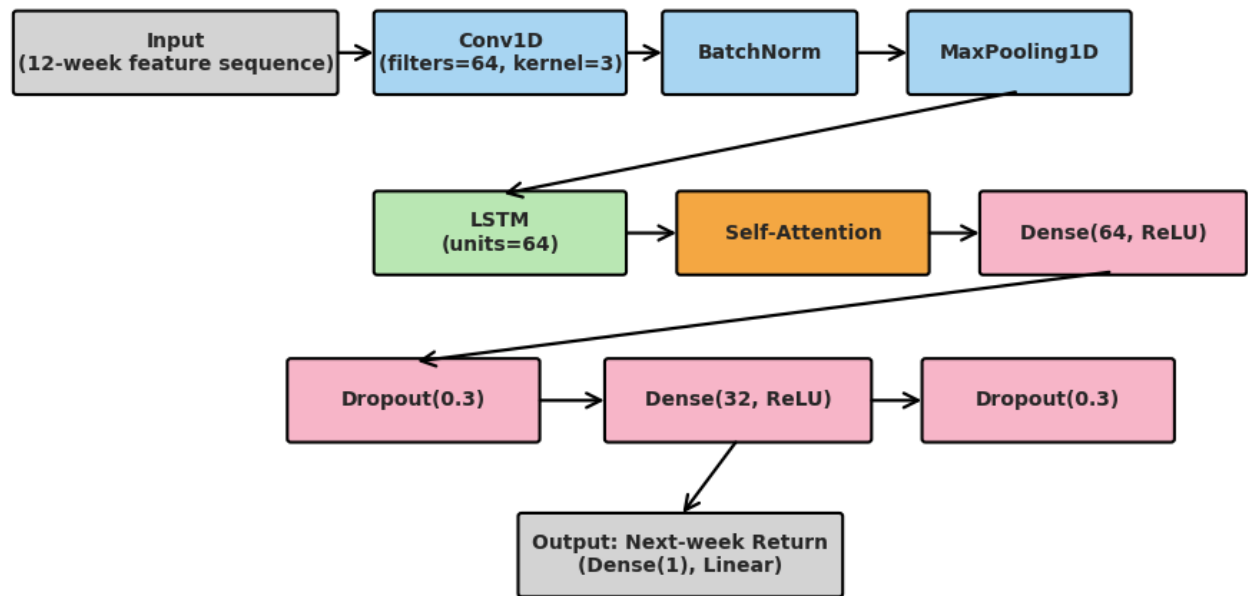 Input
(12-week feature sequence)
Conv1D
(filters=64, kernel=3)
BatchNorm
MaxPooling1D
LSTM
(units=64)
Self-Attention
Dense(64, ReLU)
Dropout(0.3)
Dense(32, ReLU)
Dropout(0.3)
Output: Next-week Return
(Dense(1), Linear)